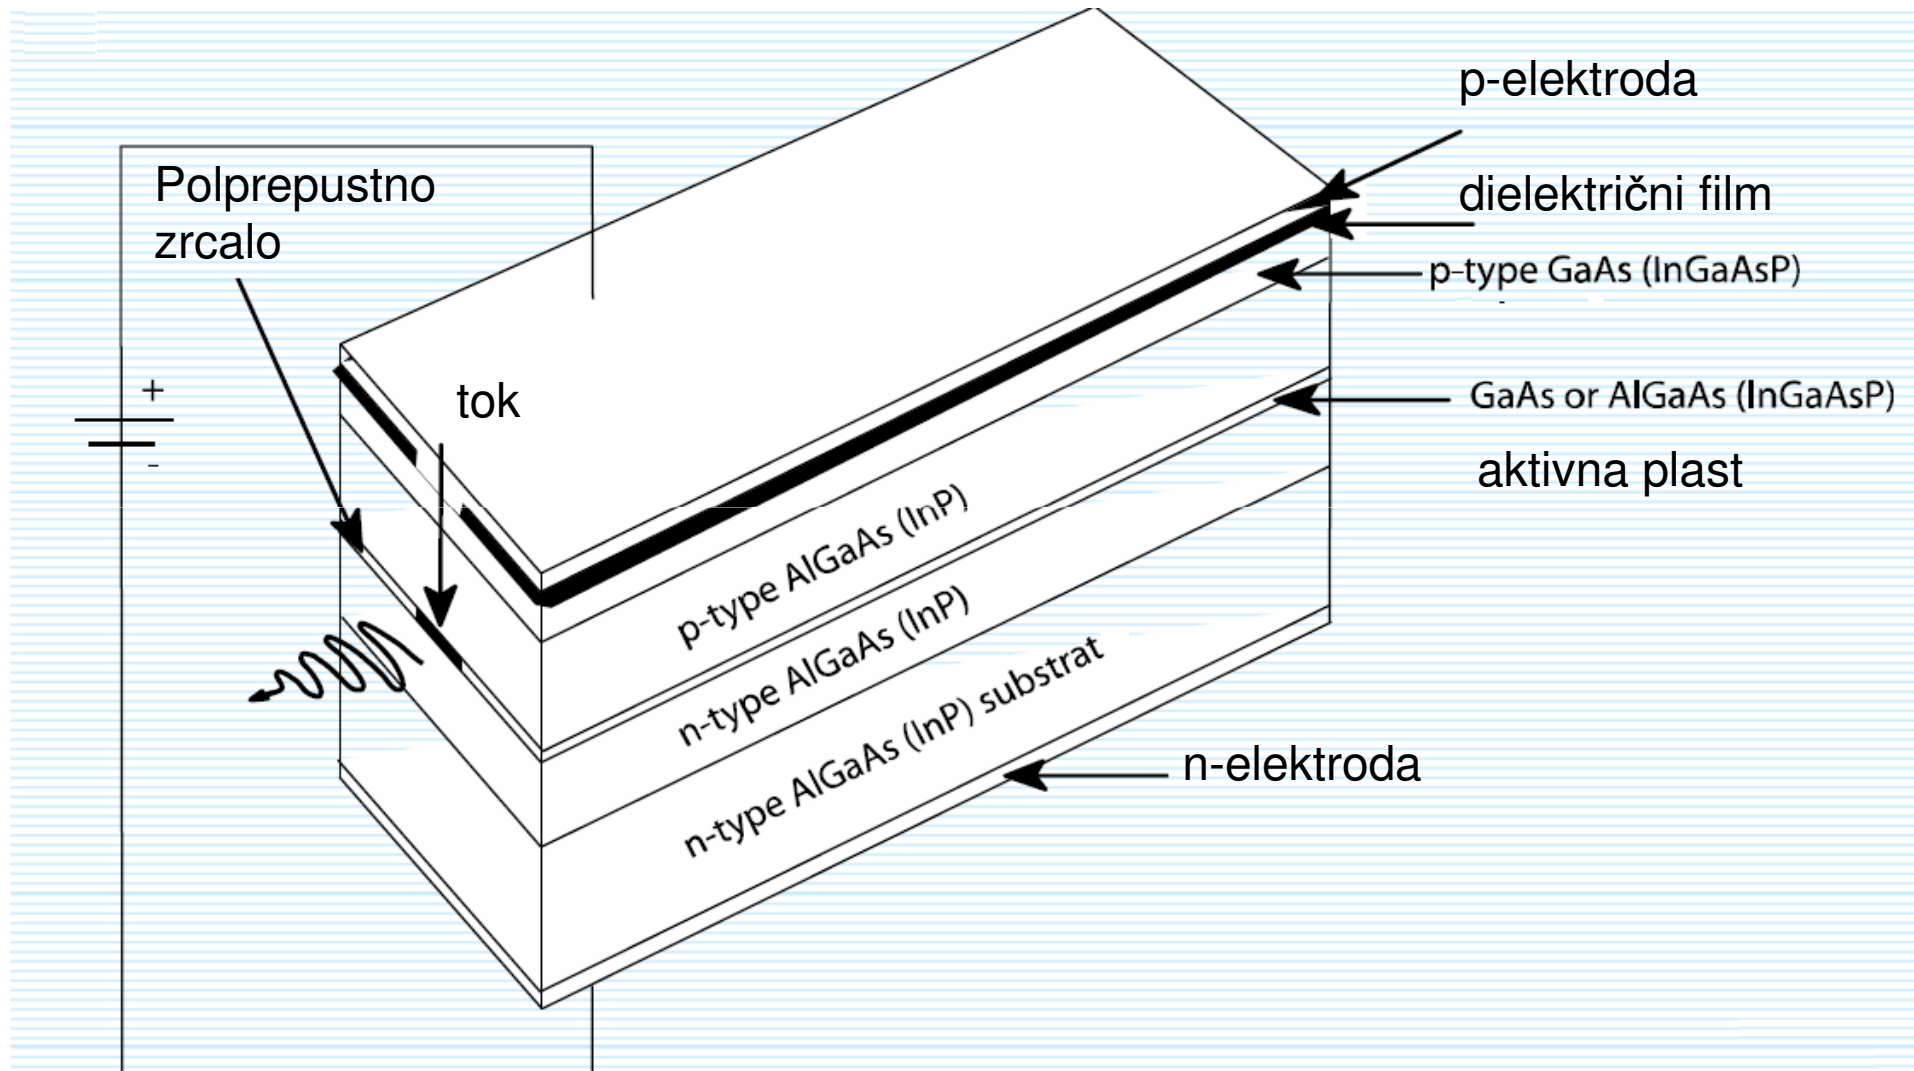 p-elektroda
Polprepustno
zrcalo
dielektrični film
p-type GaAs (InGaAsP)
+
-
tok
GaAs or AlGaAs (InGaAsP)
aktivna plast
p-type AlGaAs (InP)
n-type AlGaAs (InP)
n-type AlGaAs (InP) substrat
n-elektroda